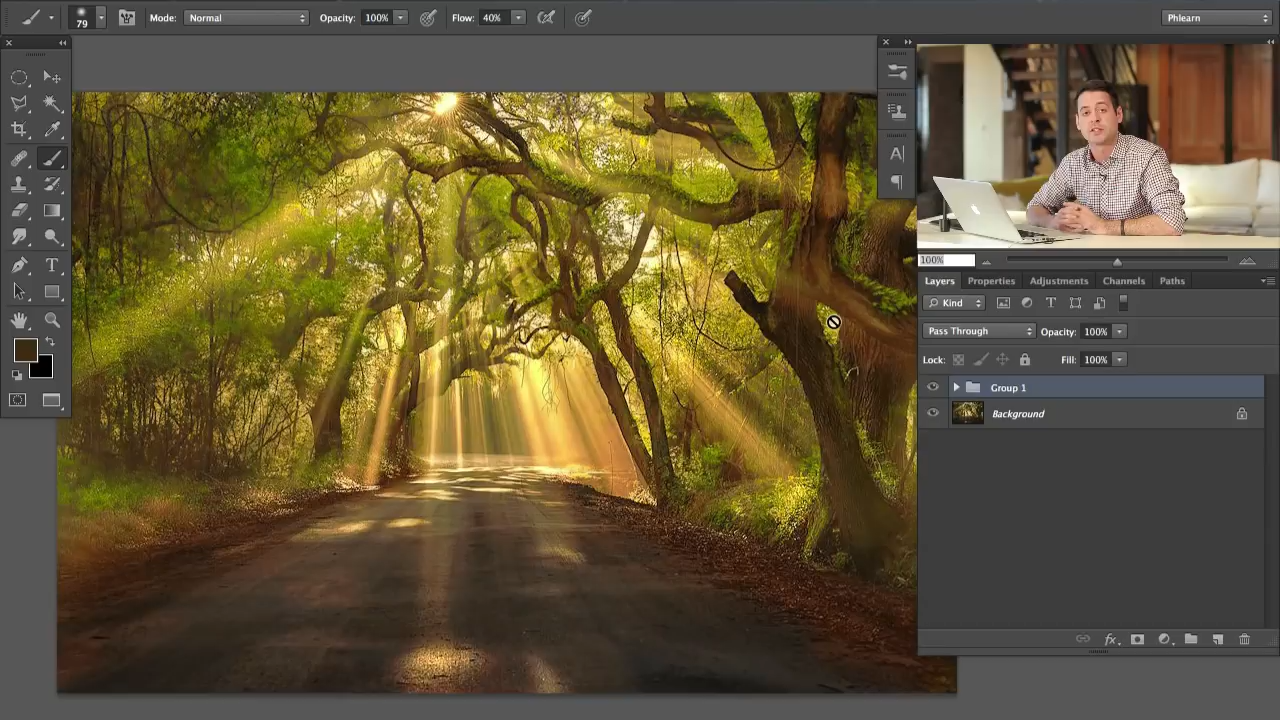 79 Mode: Normal Opacity: 100% Flow: 40% Phlearn
100%
Layers Properties Adjustments Channels Paths
Kind
Pass Through Opacity: 100%
Lock: Fill: 100%
Group 1
Background